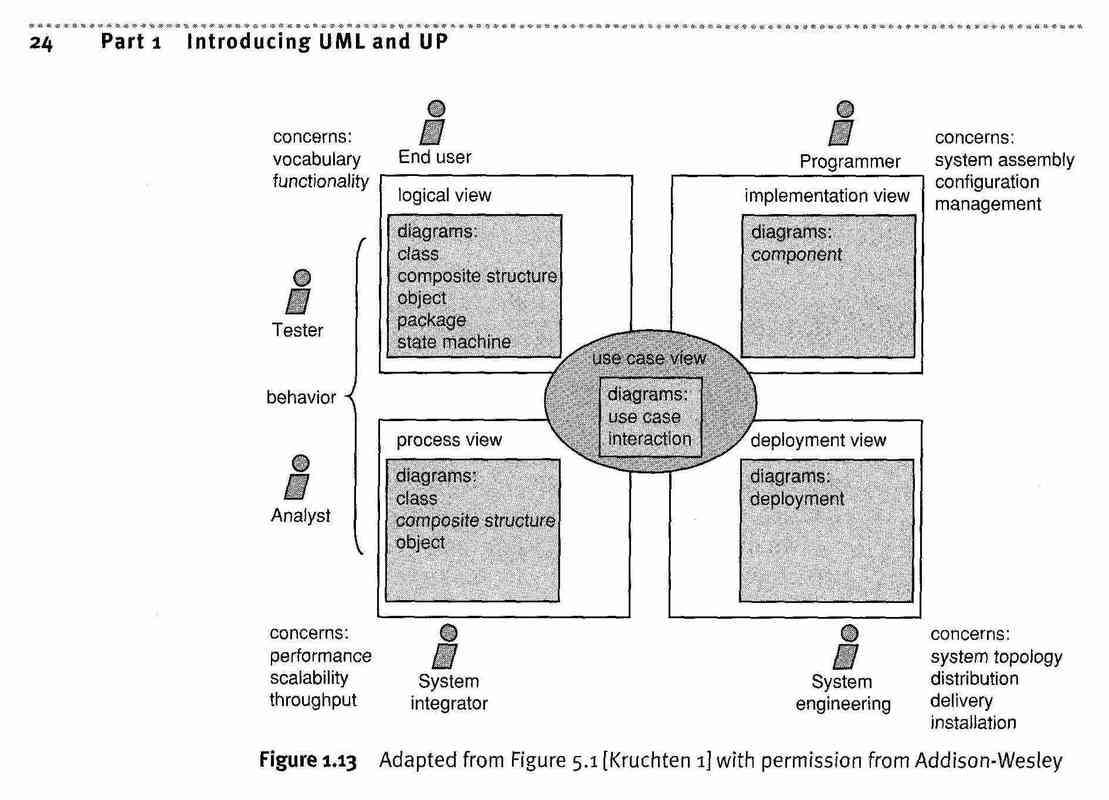 24 Part 1 Introducing UML and UP
concerns:
vocabulary
functionality
End user
Programmer
concerns:
system assembly
configuration
management
logical view
diagrams:
class
composite structure
object
package
state machine
implementation view
diagrams:
component
Tester
behavior
Analyst
use case view
diagrams:
use case
interaction
process view
diagrams:
class
composite structure
object
deployment view
diagrams:
deployment
concerns:
performance
scalability
throughput
System
integrator
System
engineering
concerns:
system topology
distribution
delivery
installation
Figure 1.13 Adapted from Figure 5.1 [Kruchten 1] with permission from Addison-Wesley